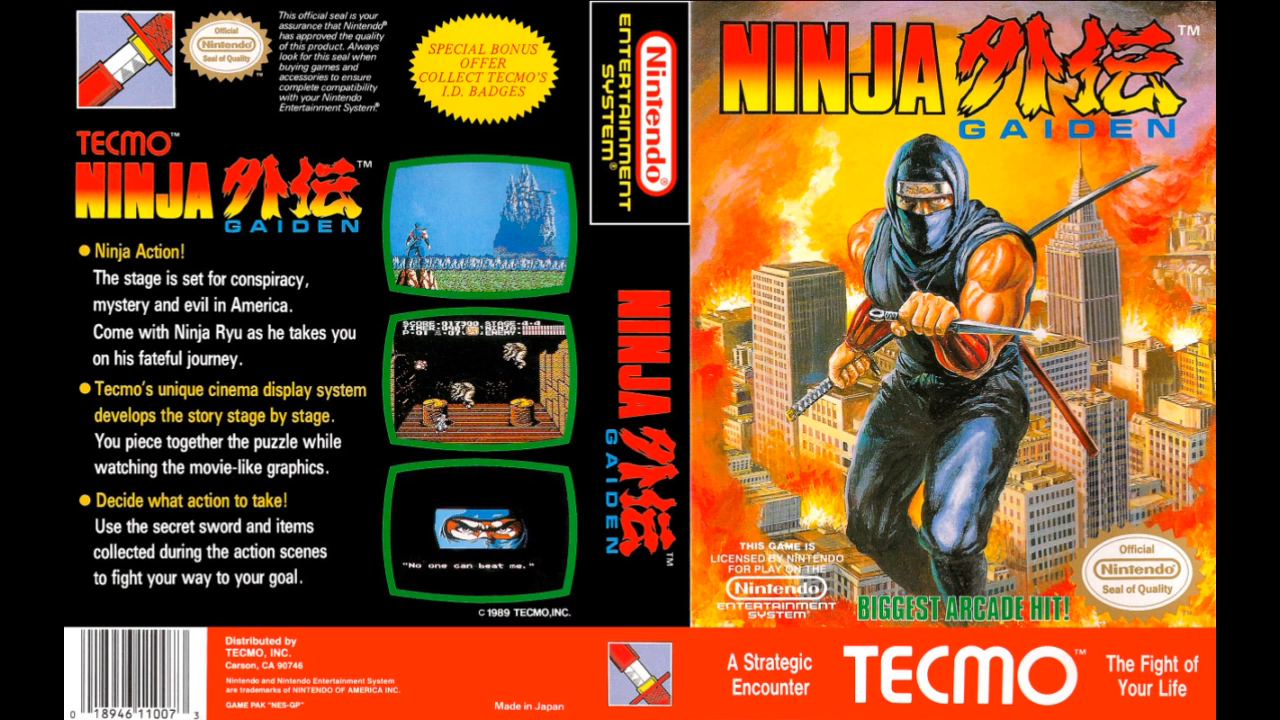 This official seal is your
assurance that Nintendo®
has approved the quality
of this product. Always
look for this seal when
buying games and
accessories to ensure
complete compatibility
with your Nintendo
Entertainment System.®
Official
Nintendo®
Seal of Quality
TM
SPECIAL BONUS
OFFER
COLLECT TECMO'S
I.D. BADGES
TECMO™
NINJA 外伝™
GAIDEN
● Ninja Action!
The stage is set for conspiracy,
mystery and evil in America.
Come with Ninja Ryu as he takes you
on his fateful journey.
● Tecmo's unique cinema display system
develops the story stage by stage.
You piece together the puzzle while
watching the movie-like graphics.
● Decide what action to take!
Use the secret sword and items
collected during the action scenes
to fight your way to your goal.
SCORE-017390 STAGE-4-4
ENEMY-
"No one can beat me."
© 1989 TECMO, INC.
0 18946 11007 3
Distributed by
TECMO, INC.
Carson, CA 90746
Nintendo and Nintendo Entertainment System
are trademarks of NINTENDO OF AMERICA INC.
GAME PAK "NES-GP"
Made in Japan
Nintendo®
ENTERTAINMENT
SYSTEM®
NINJA 外伝™
GAIDEN
NINJA 外伝™
GAIDEN
THIS GAME IS
LICENSED BY NINTENDO
FOR PLAY ON THE
Nintendo®
ENTERTAINMENT
SYSTEM®
BIGGEST ARCADE HIT!
Official
Nintendo®
Seal of Quality
A Strategic
Encounter
TECMO™
The Fight of
Your Life